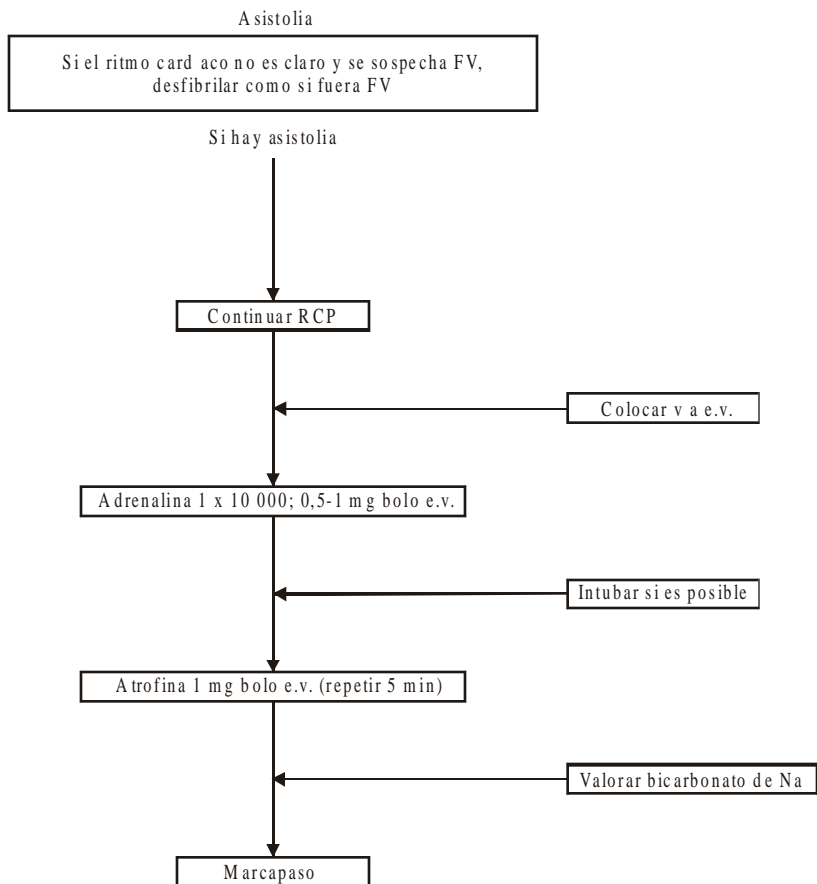 Asistolia
Si el ritmo card aco no es claro y se sospecha FV,
desfibrilar como si fuera FV
Si hay asistolia
Continuar RCP
Colocar v a e.v.
Adrenalina 1 x 10 000; 0,5-1 mg bolo e.v.
Intubar si es posible
Atrofina 1 mg bolo e.v. (repetir 5 min)
Valorar bicarbonato de Na
Marcapaso